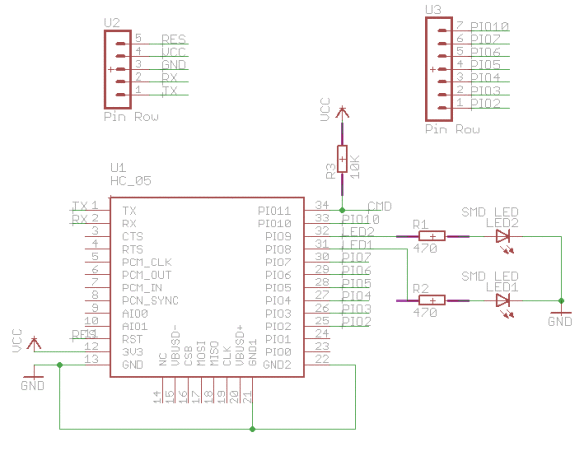 U2
5 RES
4 VCC
3 GND
2 RX
1 TX
Pin Row
U3
7 PIO10
6 PIO7
5 PIO6
4 PIO5
3 PIO4
2 PIO3
1 PIO2
Pin Row
VCC
R3
10K
U1
HC_05
TX 1 TX
RX 2 RX
3 CTS
4 RTS
5 PCM_CLK
6 PCM_OUT
7 PCM_IN
8 PCN_SYNC
9 AIO0
10 AIO1
RES 11 RST
12 3V3
13 GND
PIO11 34 CMD
PIO10 33 PIO10
PIO9 32 LED2
PIO8 31 LED1
PIO7 30 PIO7
PIO6 29 PIO6
PIO5 28 PIO5
PIO4 27 PIO4
PIO3 26 PIO3
PIO2 25 PIO2
PIO1 24
PIO0 23
GND2 22
NC 14
VBUSD- 15
CSB 16
MOSI 17
MISO 18
CLK 19
VBUSD+ 20
GND1 21
VCC
GND
R1
470
SMD LED
LED2
R2
470
SMD LED
LED1
GND